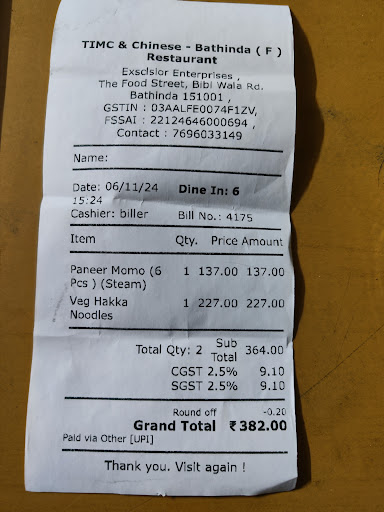 TIMC & Chinese - Bathinda ( F )
Restaurant
Exsclsior Enterprises ,
The Food Street, Bibi Wala Rd.
Bathinda 151001 ,
GSTIN : 03AALFE0074F1ZV,
FSSAI : 22124646000694 ,
Contact : 7696033149
Name:
Date: 06/11/24 Dine In: 6
15:24
Cashier: biller Bill No.: 4175
Item Qty. Price Amount
Paneer Momo (6 1 137.00 137.00
Pcs ) (Steam)
Veg Hakka 1 227.00 227.00
Noodles
Total Qty: 2 Sub 364.00
Total
CGST 2.5% 9.10
SGST 2.5% 9.10
Round off -0.20
Grand Total ₹382.00
Paid via Other [UPI]
Thank you. Visit again !